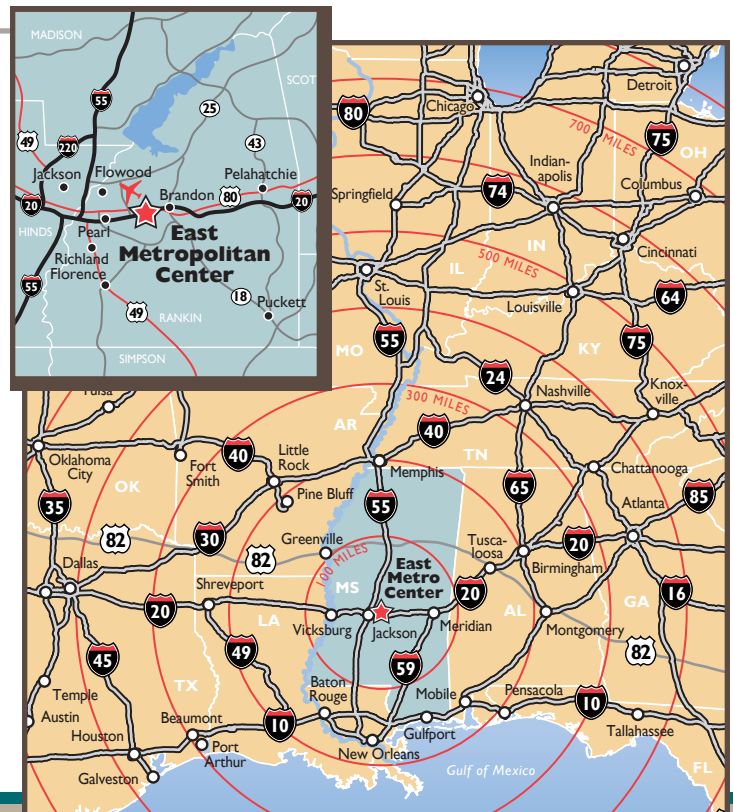 MADISON
SCOT
55
25
49
220
43
Jackson
Flowood
Pelahatchie
20
Brandon
80
20
HINDS
Pearl
East
Metropolitan
Center
Richland
Florence
55
18
Puckett
49
RANKIN
SIMPSON
Detroit
Chicago
80
700 MILES
75
OH
Indian-
apolis
Columbus
74
Springfield
IN
Cincinnati
500 MILES
IL
St.
Louis
Louisville
64
55
MO
KY
75
24
Nashville
Knox-
ville
300 MILES
AR
40
TN
Oklahoma
City
40
Fort
Smith
Little
Rock
Memphis
Chattanooga
OK
Pine Bluff
55
65
Atlanta
85
35
82
30
Greenville
82
100 MILES
Tusca-
loosa
20
Birmingham
Dallas
East
Metro
Center
Shreveport
MS
20
20
LA
AL
GA
16
Vicksburg
Jackson
Meridian
Montgomery
49
82
45
59
TX
Baton
Rouge
Mobile
Pensacola
10
Temple
Austin
Beaumont
10
Gulfport
Tallahassee
Houston
Port
Arthur
New Orleans
Galveston
Gulf of Mexico
FL